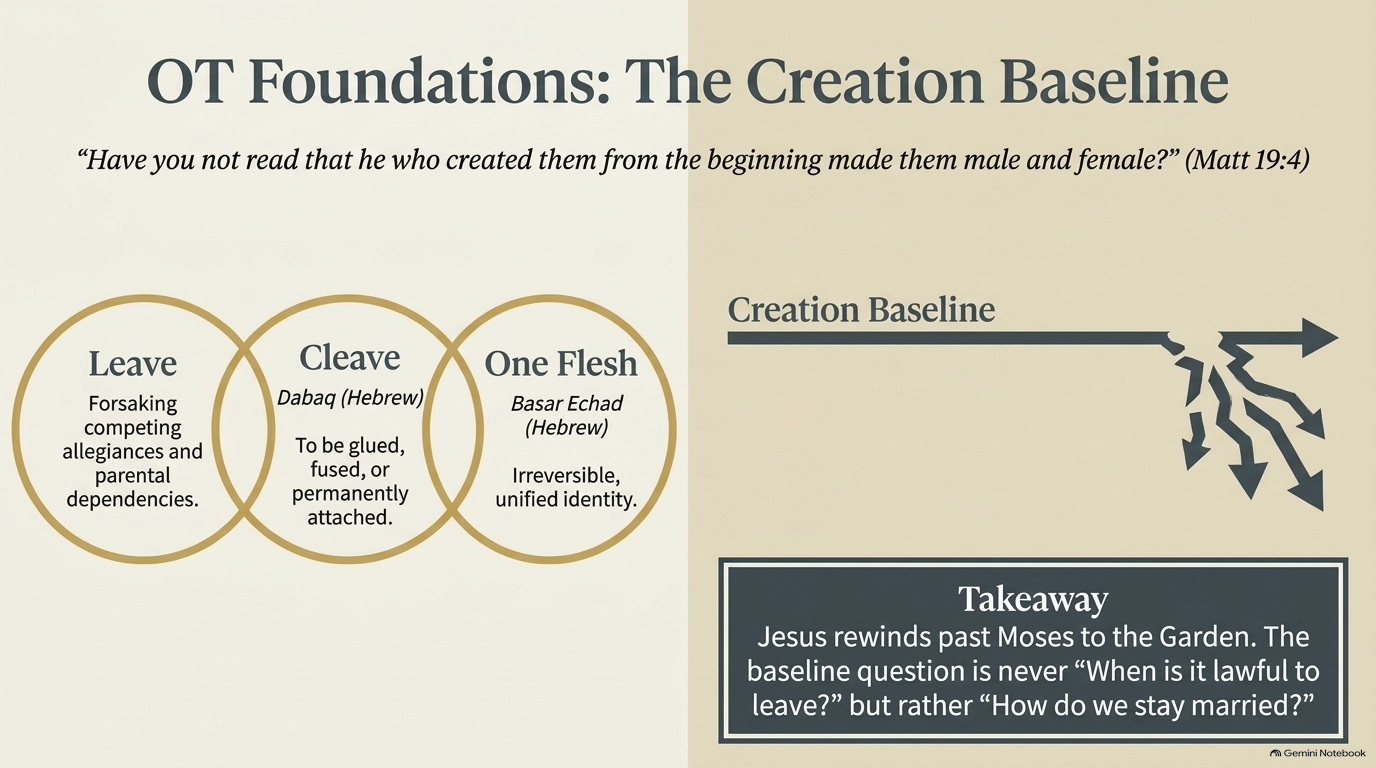 OT Foundations: The Creation Baseline
“Have you not read that he who created them from the beginning made them male and female?” (Matt 19:4)
Leave
Forsaking
competing
allegiances and
parental
dependencies.
Cleave
Dabaq (Hebrew)
To be glued,
fused, or
permanently
attached.
One Flesh
Basar Echad
(Hebrew)
Irreversible,
unified identity.
Creation Baseline
Takeaway
Jesus rewinds past Moses to the Garden. The
baseline question is never “When is it lawful to
leave?” but rather “How do we stay married?”
Gemini Notebook